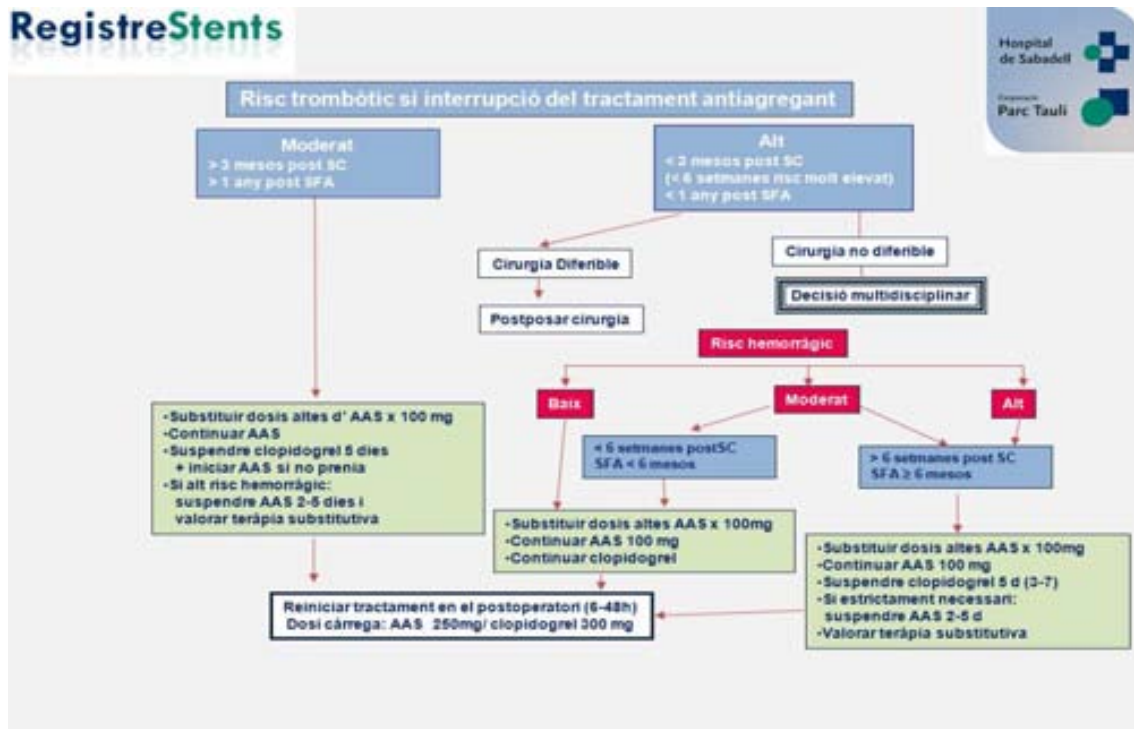 RegistreStents
Hospital
de Sabadell
Corporació
Parc Taulí
Risc trombòtic si interrupció del tractament antiagregant
Moderat
> 3 mesos post SC
> 1 any post SFA
Alt
< 3 mesos post SC
(< 6 setmanes risc molt elevat)
< 1 any post SFA
Cirurgia Diferible
Cirurgia no diferible
Postposar cirurgia
Decisió multidisciplinar
Risc hemorràgic
Baix
Moderat
Alt
-Substituir dosis altes d' AAS x 100 mg
-Continuar AAS
-Suspendre clopidogrel 5 dies
+ iniciar AAS si no prenia
-Si alt risc hemorràgic:
suspendre AAS 2-5 dies i
valorar teràpia substitutiva
< 6 setmanes postSC
SFA < 6 mesos
> 6 setmanes post SC
SFA ≥ 6 mesos
-Substituir dosis altes AAS x 100mg
-Continuar AAS 100 mg
-Continuar clopidogrel
-Substituir dosis altes AAS x 100mg
-Continuar AAS 100 mg
-Suspendre clopidogrel 5 d (3-7)
-Si estrictament necessari:
suspendre AAS 2-5 d
-Valorar teràpia substitutiva
Reiniciar tractament en el postoperatori (6-48h)
Dosi càrrega: AAS 250mg/ clopidogrel 300 mg